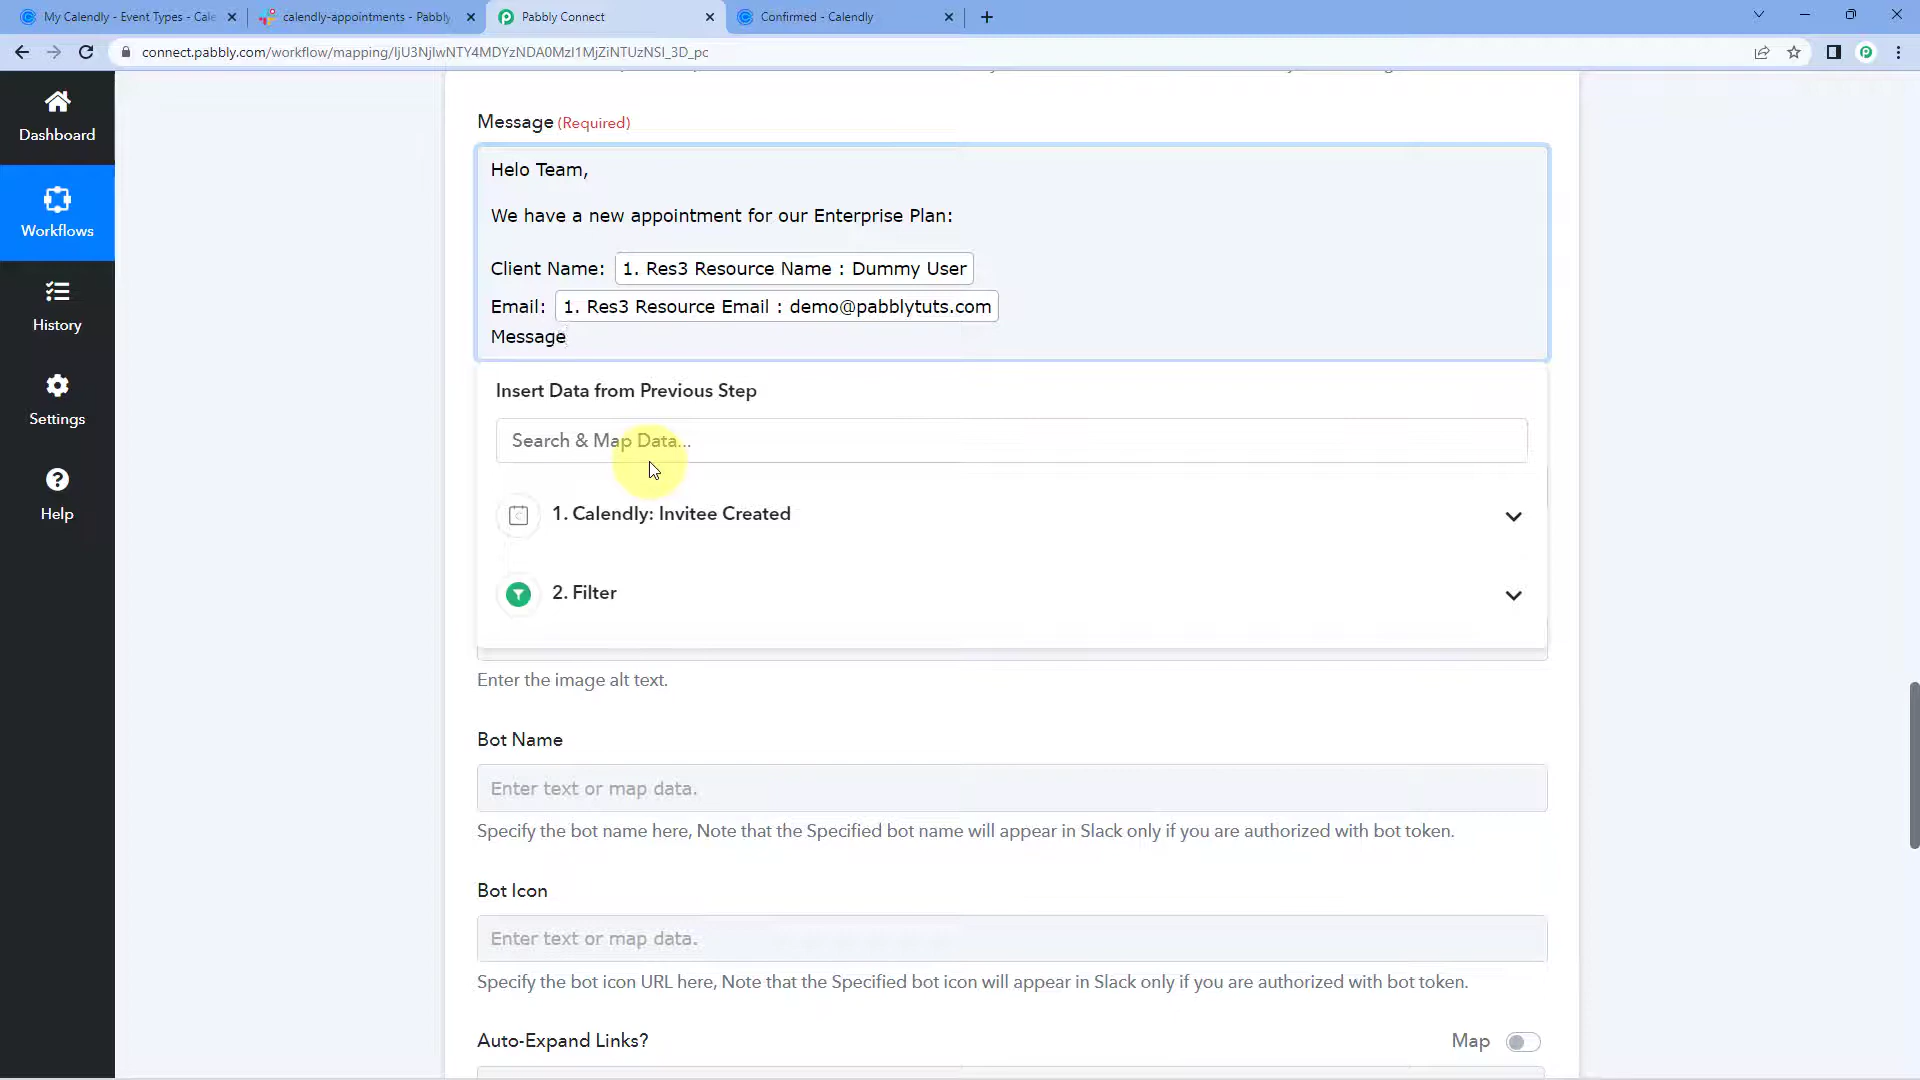 My Calendly - Event Types - Cale
calendly-appointments - Pabbly
Pabbly Connect
Confirmed - Calendly
connect.pabbly.com/workflow/mapping/IjU3NjIwNTY4MDYzNDA0MzI1MjZiNTUzNSI_3D_pc
Dashboard
Workflows
History
Settings
Help
Message (Required)
Helo Team,
We have a new appointment for our Enterprise Plan:
Client Name: 1. Res3 Resource Name : Dummy User
Email: 1. Res3 Resource Email : demo@pabblytuts.com
Message
Insert Data from Previous Step
Search & Map Data...
1. Calendly: Invitee Created
2. Filter
Enter the image alt text.
Bot Name
Enter text or map data.
Specify the bot name here, Note that the Specified bot name will appear in Slack only if you are authorized with bot token.
Bot Icon
Enter text or map data.
Specify the bot icon URL here, Note that the Specified bot icon will appear in Slack only if you are authorized with bot token.
Auto-Expand Links?
Map